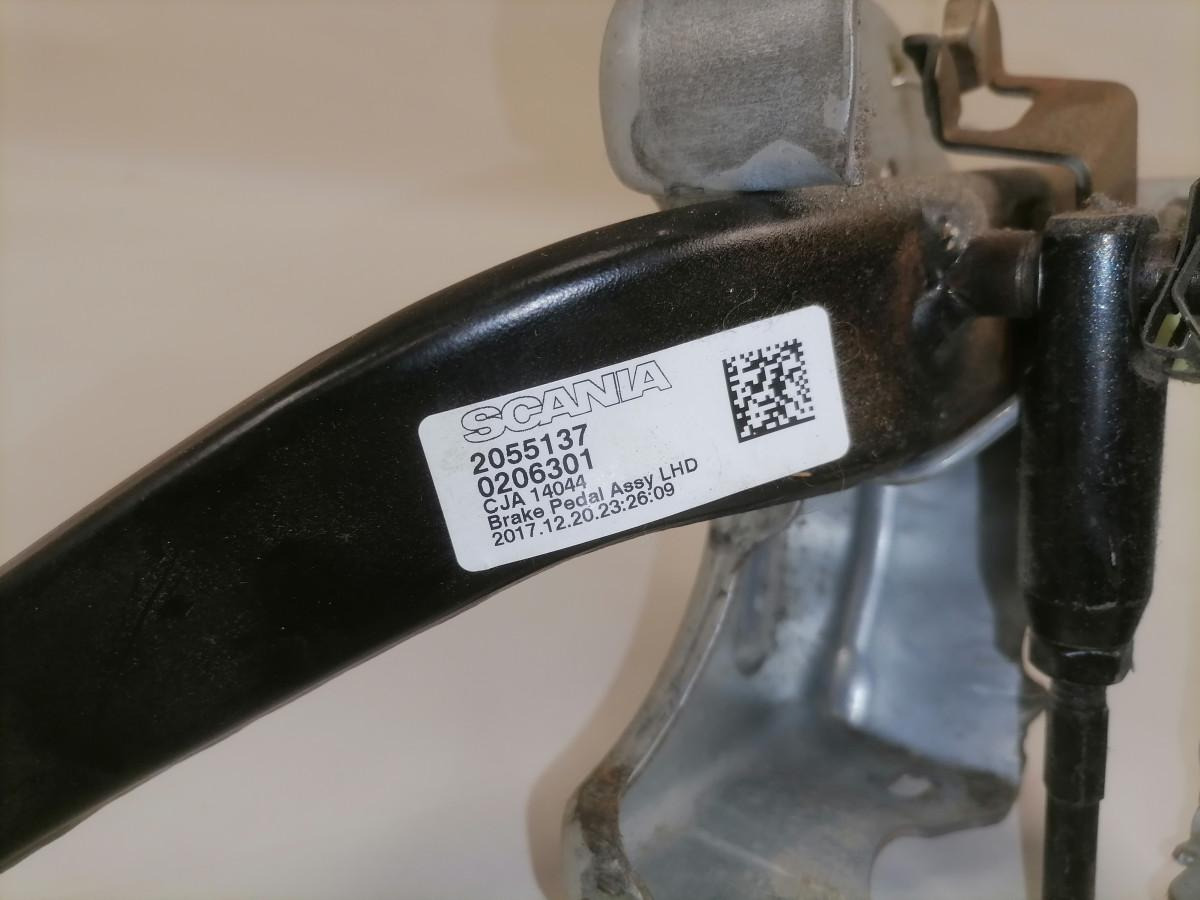 SCANIA
2055137
0206301
CJA 14044
Brake Pedal Assy LHD
2017.12.20.23:26:09